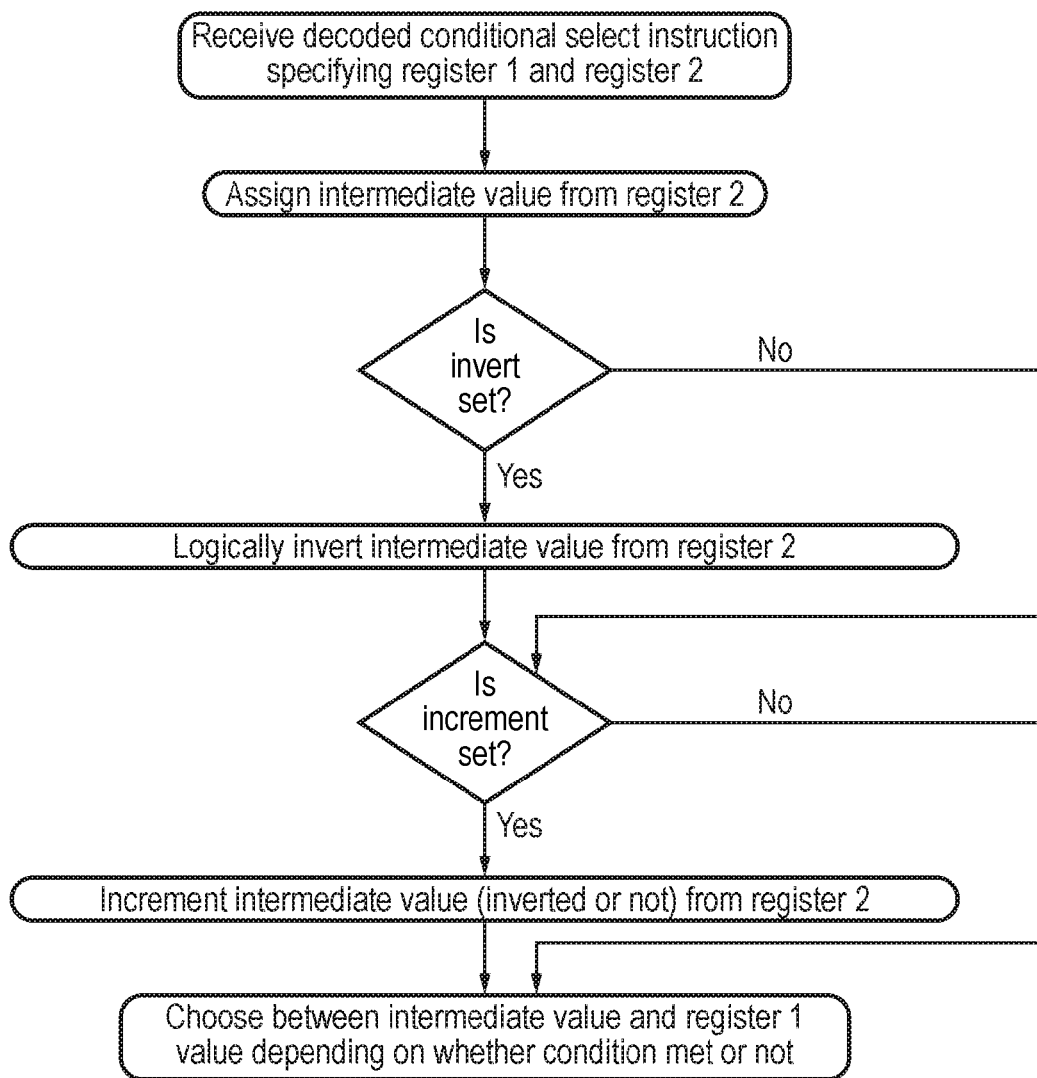 Receive decoded conditional select instruction
specifying register 1 and register 2
Assign intermediate value from register 2
Is
invert
set?
No
Yes
Logically invert intermediate value from register 2
Is
increment
set?
No
Yes
Increment intermediate value (inverted or not) from register 2
Choose between intermediate value and register 1
value depending on whether condition met or not